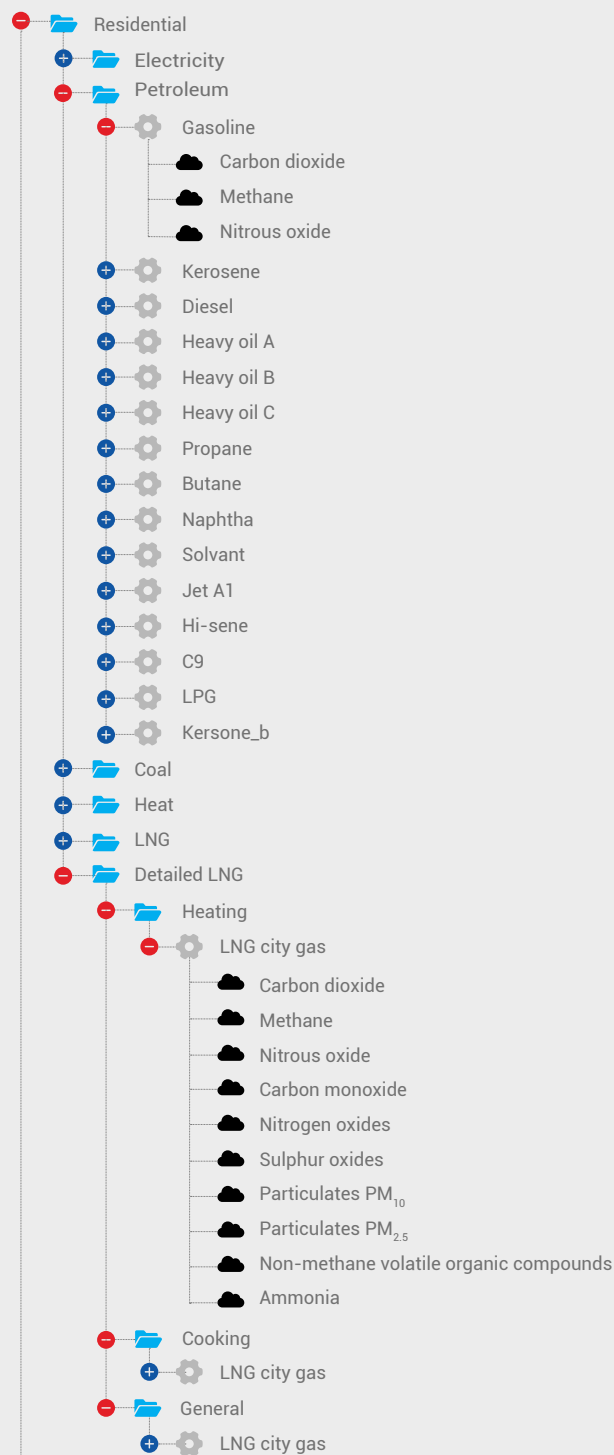 Residential
Electricity
Petroleum
Gasoline
Carbon dioxide
Methane
Nitrous oxide
Kerosene
Diesel
Heavy oil A
Heavy oil B
Heavy oil C
Propane
Butane
Naphtha
Solvant
Jet A1
Hi-sene
C9
LPG
Kersone_b
Coal
Heat
LNG
Detailed LNG
Heating
LNG city gas
Carbon dioxide
Methane
Nitrous oxide
Carbon monoxide
Nitrogen oxides
Sulphur oxides
Particulates PM10
Particulates PM2.5
Non-methane volatile organic compounds
Ammonia
Cooking
LNG city gas
General
LNG city gas